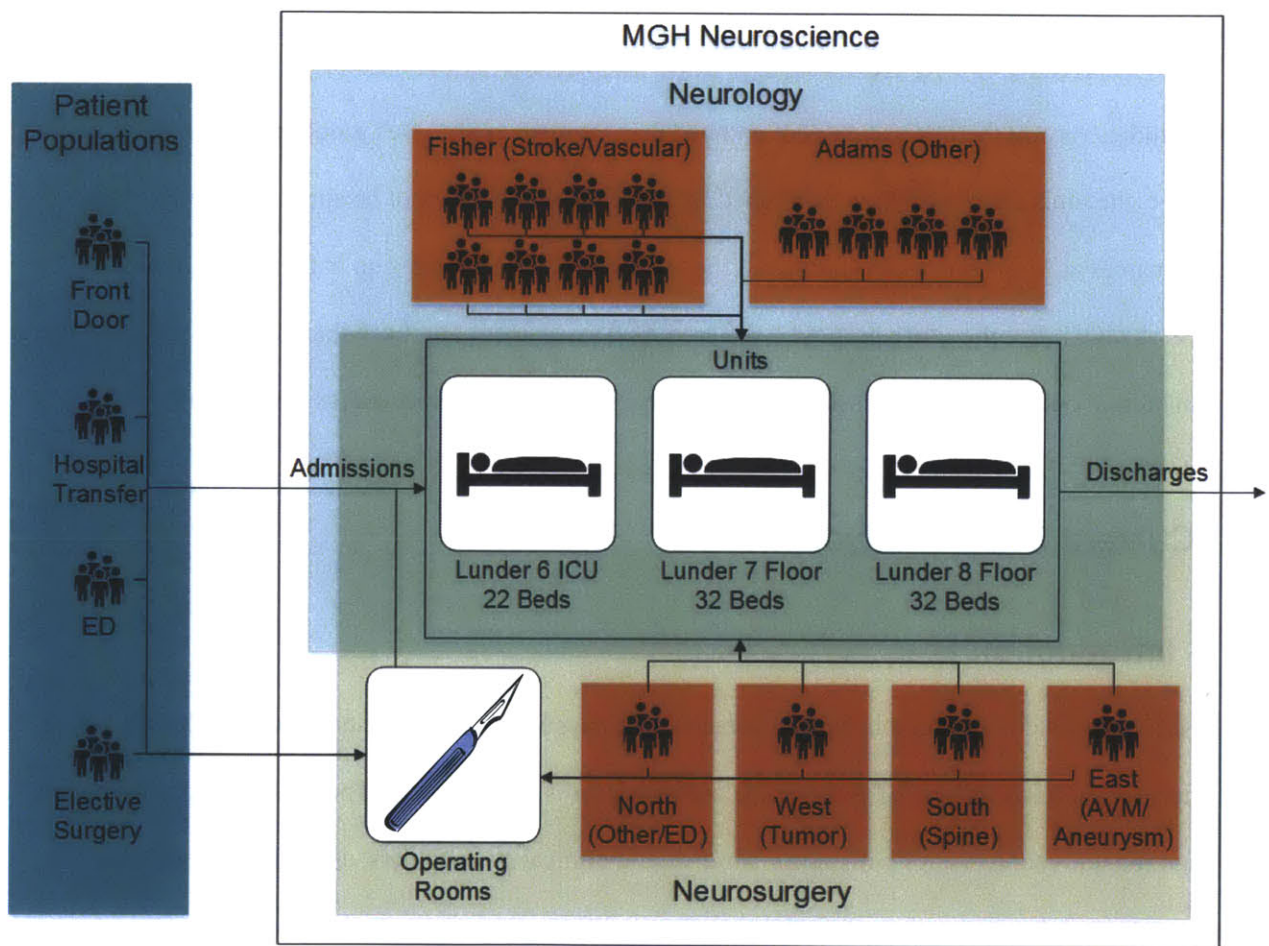 MGH Neuroscience
Patient
Populations
Front
Door
Hospital
Transfer
ED
Elective
Surgery
Neurology
Fisher (Stroke/Vascular)
Adams (Other)
Units
Admissions
Discharges
Lunder 6 ICU
22 Beds
Lunder 7 Floor
32 Beds
Lunder 8 Floor
32 Beds
Operating
Rooms
North
(Other/ED)
West
(Tumor)
South
(Spine)
East
(AVM/
Aneurysm)
Neurosurgery